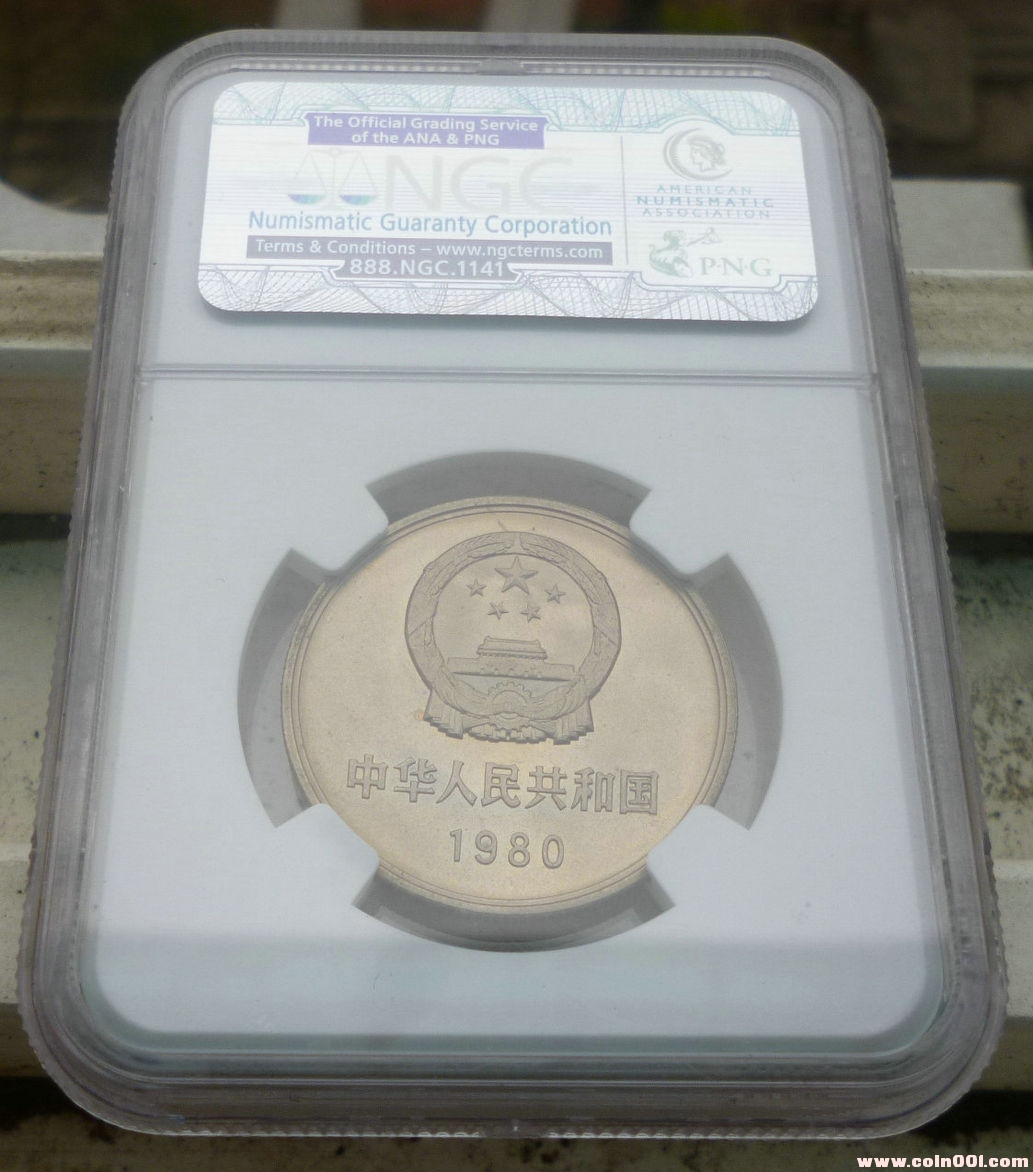 The Official Grading Service
of the ANA & PNG
NGC
Numismatic Guaranty Corporation
Terms & Conditions – www.ngcterms.com
888.NGC.1141
AMERICAN
NUMISMATIC
ASSOCIATION
P·N·G
中华人民共和国
1980
www.coin001.com